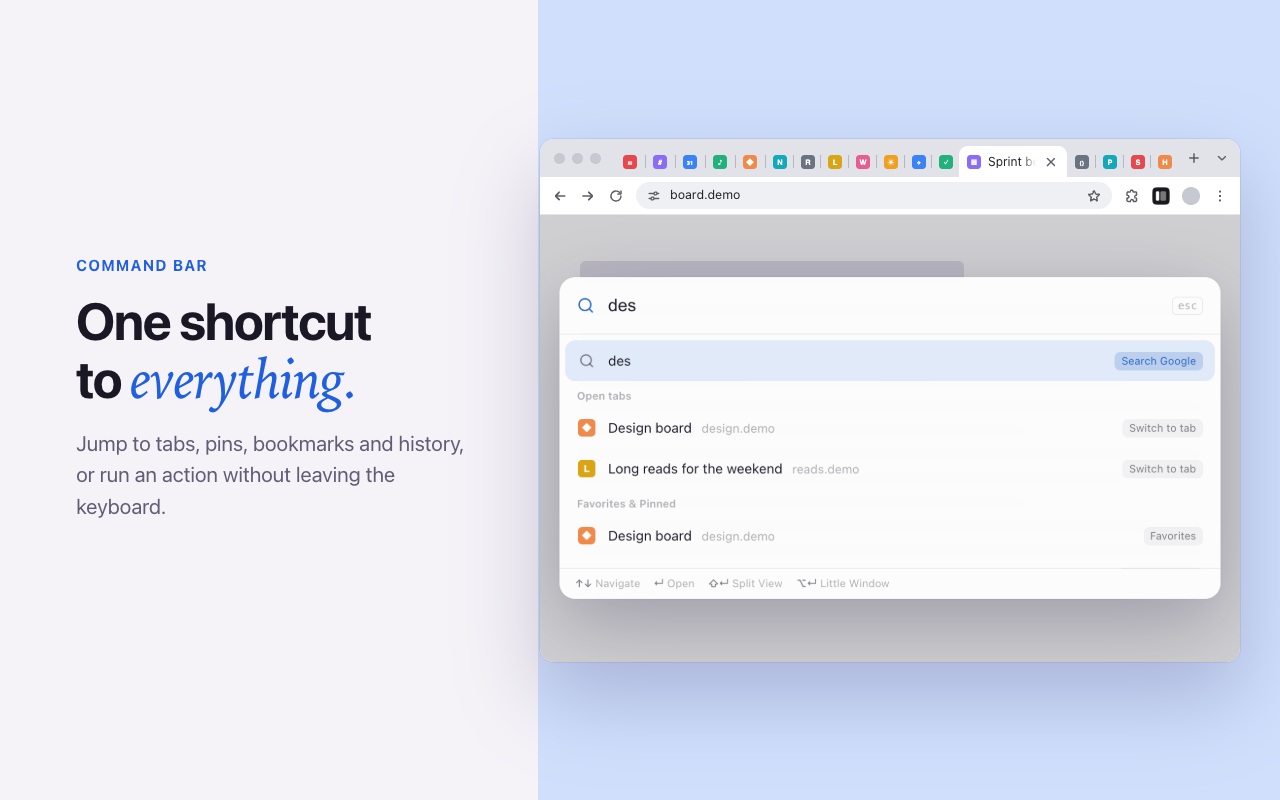 COMMAND BAR
One shortcut
to everything.
Jump to tabs, pins, bookmarks and history,
or run an action without leaving the
keyboard.
31 N R L W Sprint b P S H
board.demo
des esc
des Search Google
Open tabs
Design board design.demo Switch to tab
L Long reads for the weekend reads.demo Switch to tab
Favorites & Pinned
Design board design.demo Favorites
Navigate Open Split View Little Window